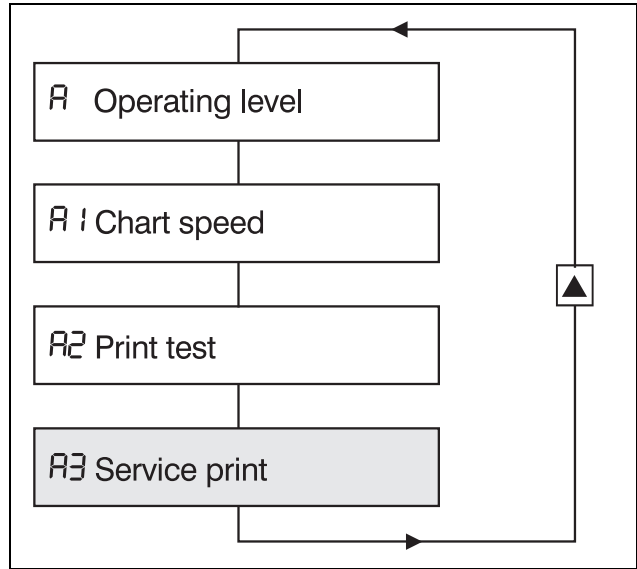 A Operating level
A1 Chart speed
A2 Print test
A3 Service print